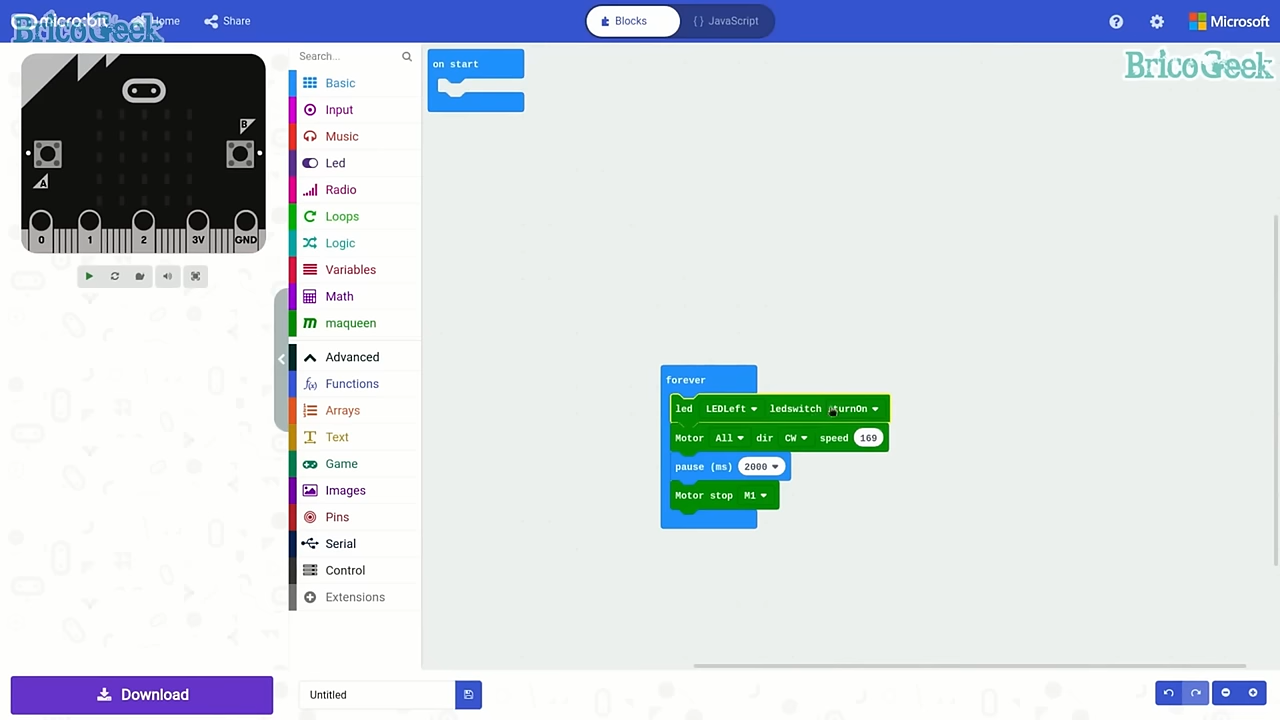 micro:bit
Home
Share
Blocks
{ } JavaScript
Microsoft
BricoGeek
BricoGeek
A
B
0 1 2 3V GND
Search...
Basic
Input
Music
Led
Radio
Loops
Logic
Variables
Math
maqueen
Advanced
Functions
Arrays
Text
Game
Images
Pins
Serial
Control
Extensions
on start
forever
led LEDLeft ledswitch turnOn
Motor All dir CW speed 169
pause (ms) 2000
Motor stop M1
Download
Untitled